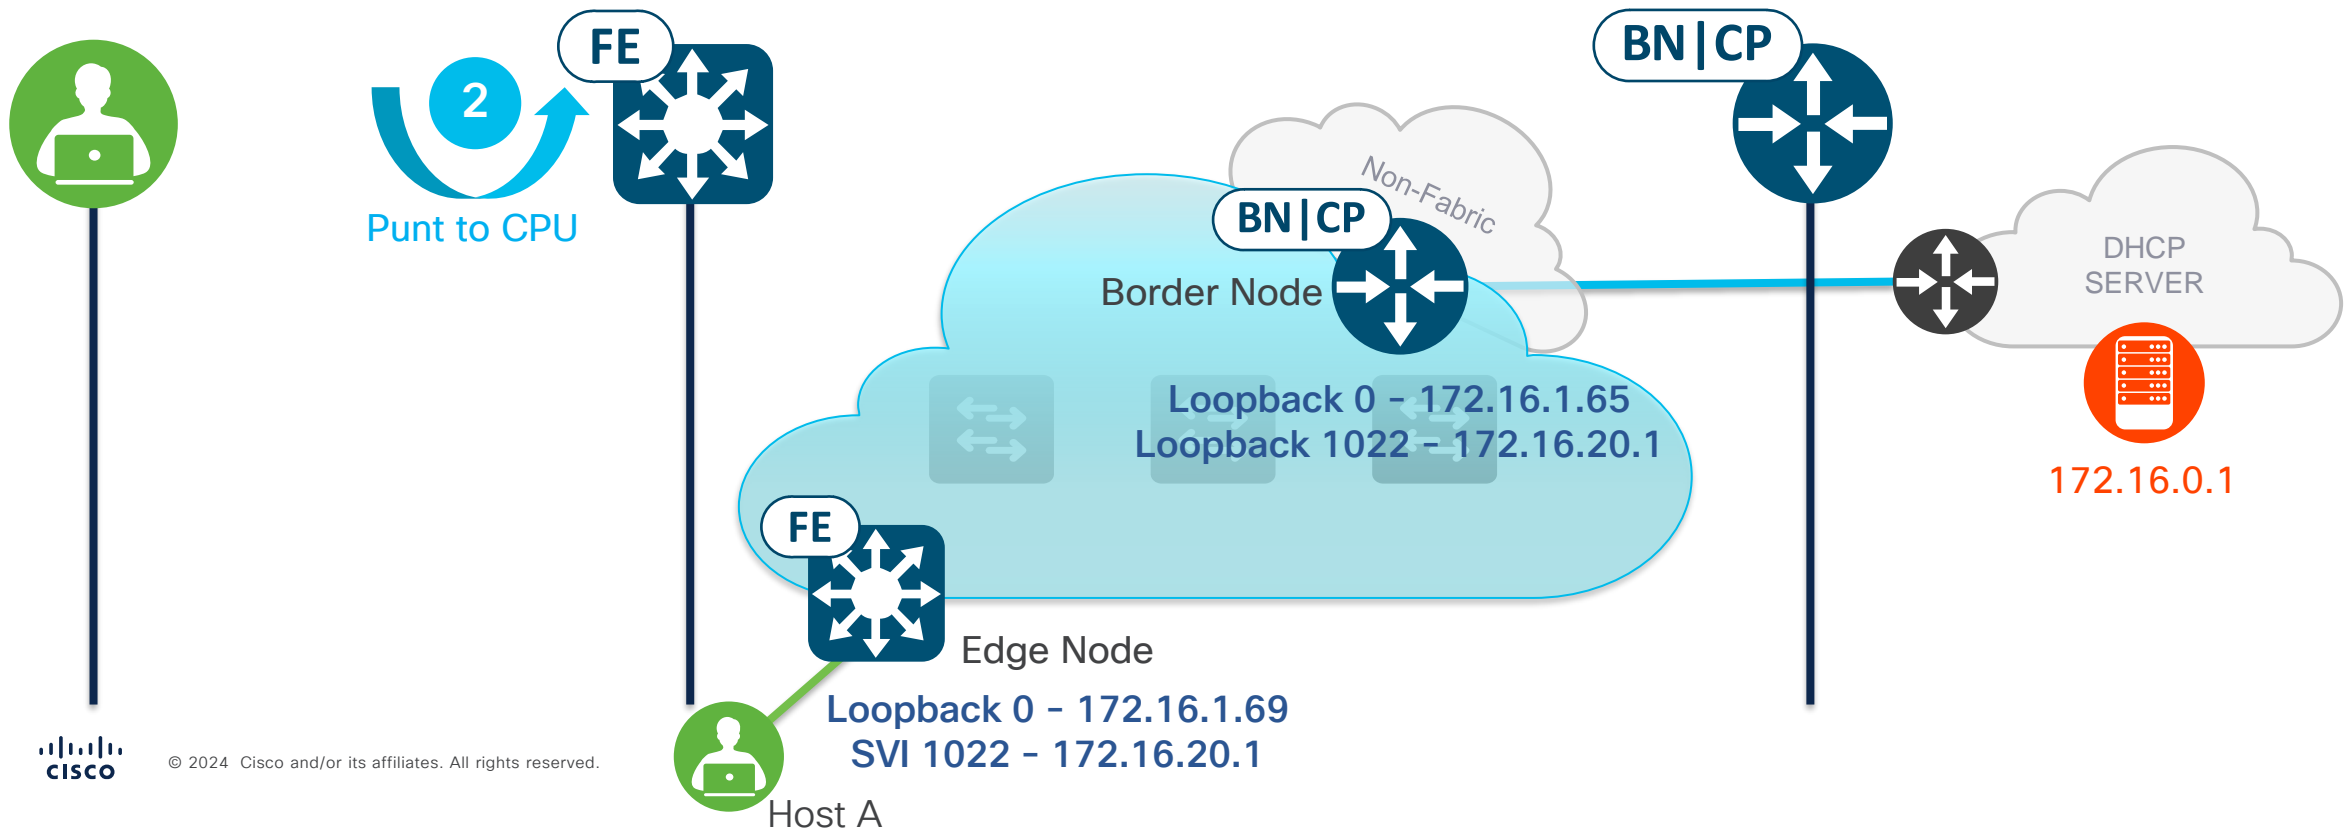 FE
BN|CP
2
Punt to CPU
Non-Fabric
BN|CP
Border Node
DHCP
SERVER
Loopback 0 - 172.16.1.65
Loopback 1022 - 172.16.20.1
172.16.0.1
FE
Edge Node
Loopback 0 - 172.16.1.69
SVI 1022 - 172.16.20.1
Host A
CISCO
© 2024 Cisco and/or its affiliates. All rights reserved.